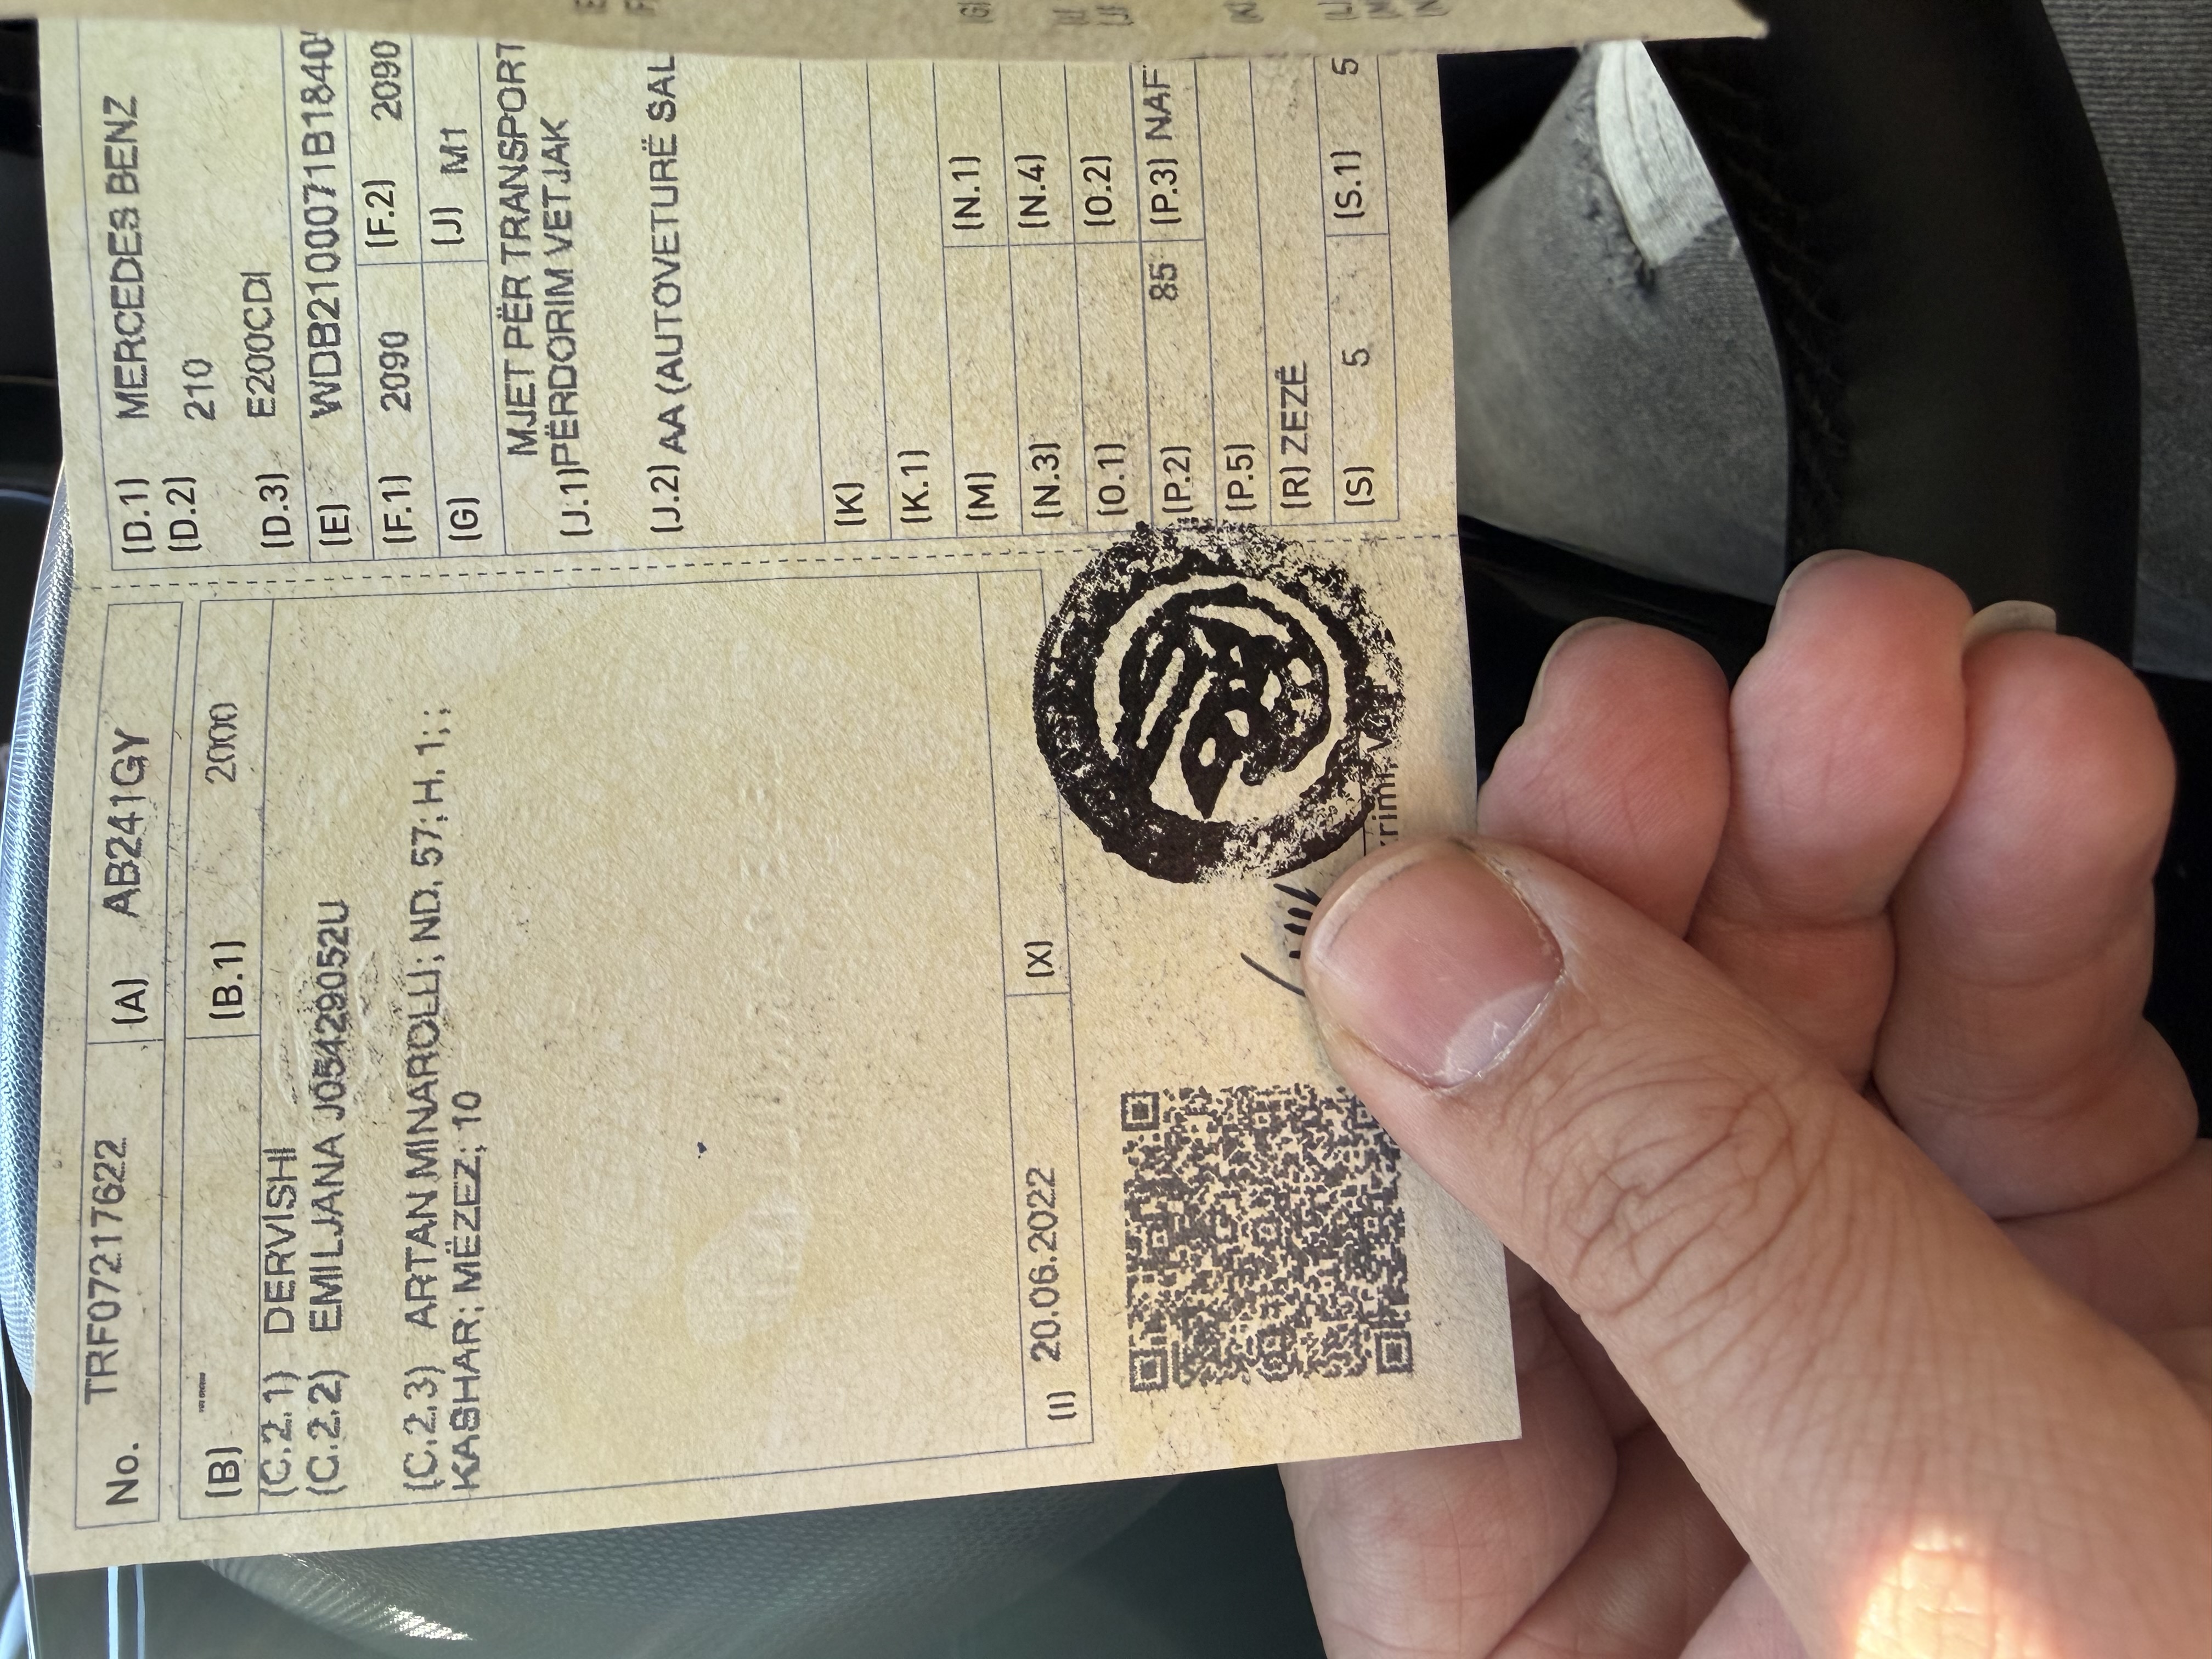 No. TRF07217622 (A) AB241GY
(B) (B.1) 2000
(C.2.1) DERVISHI
(C.2.2) EMILJANA J05429052U
(C.2.3) ARTAN MINAROLLI; ND. 57; H. 1; ;
KASHAR; MËZEZ; 10
(I) 20.06.2022 (X)
(D.1) MERCEDES BENZ
(D.2) 210
(D.3) E200CDI
(E) WDB2100071B1840
(F.1) 2090 (F.2) 2090
(G) (J) M1
MJET PËR TRANSPORT
(J.1) PËRDORIM VETJAK
(J.2) AA (AUTOVETURË SAL
(K)
(K.1)
(M) (N.1)
(N.3) (N.4)
(O.1) (O.2)
(P.2) 85 (P.3) NAF
(P.5)
(R) ZEZË
(S) 5 (S.1) 5